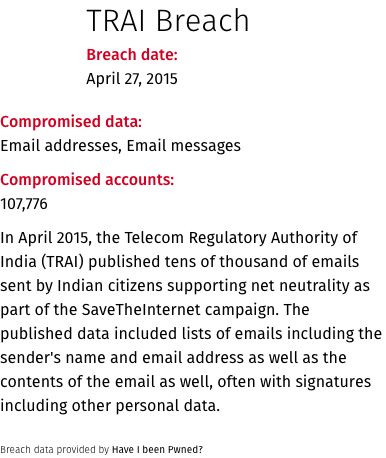 TRAI Breach
Breach date:
April 27, 2015
Compromised data:
Email addresses, Email messages
Compromised accounts:
107,776
In April 2015, the Telecom Regulatory Authority of
India (TRAI) published tens of thousand of emails
sent by Indian citizens supporting net neutrality as
part of the SaveTheInternet campaign. The
published data included lists of emails including the
sender's name and email address as well as the
contents of the email as well, often with signatures
including other personal data.
Breach data provided by Have I been Pwned?